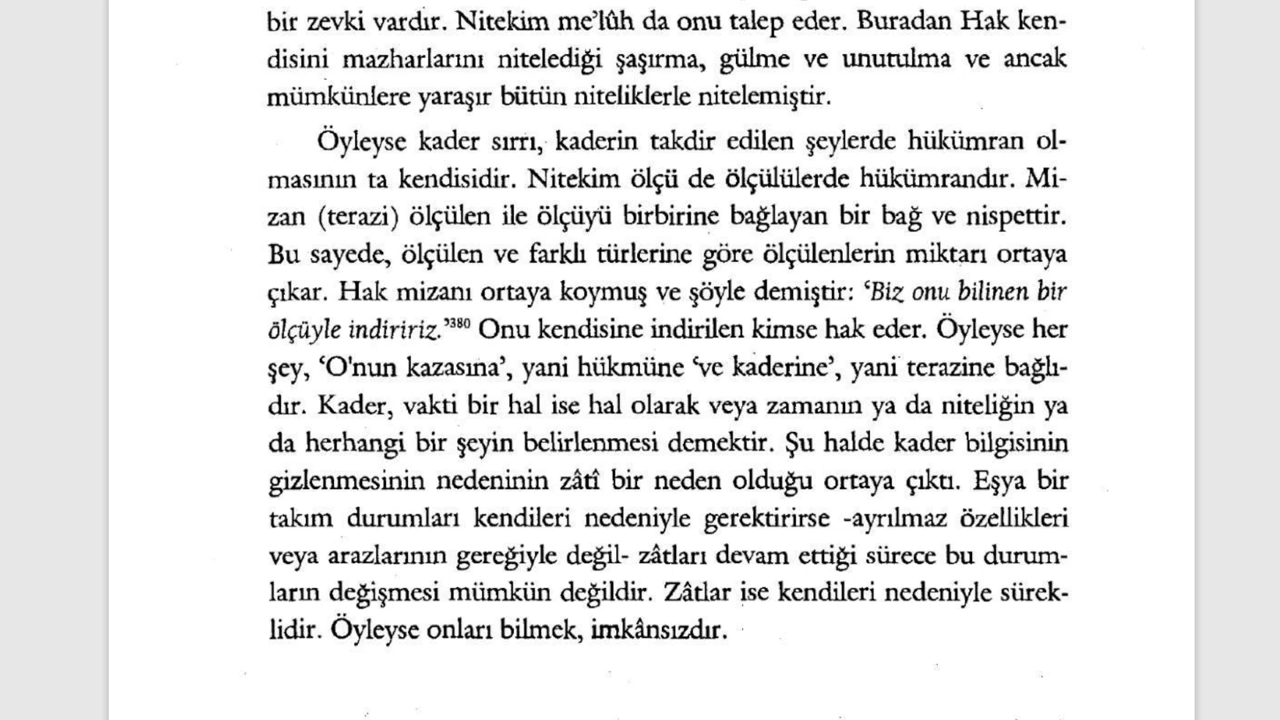 bir zevki vardır. Nitekim me’lûh da onu talep eder. Buradan Hak ken-
disini mazharlarını nitelediği şaşırma, gülme ve unutulma ve ancak
mümkünlere yaraşır bütün niteliklerle nitelemiştir.
Öyleyse kader sırrı, kaderin takdir edilen şeylerde hükümran ol-
masının ta kendisidir. Nitekim ölçü de ölçülülerde hükümrandır. Mi-
zan (terazi) ölçülen ile ölçüyü birbirine bağlayan bir bağ ve nispettir.
Bu sayede, ölçülen ve farklı türlerine göre ölçülenlerin miktarı ortaya
çıkar. Hak mizanı ortaya koymuş ve şöyle demiştir: ‘Biz onu bilinen bir
ölçüyle indiririz.’380 Onu kendisine indirilen kimse hak eder. Öyleyse her
şey, ‘O'nun kazasına’, yani hükmüne ‘ve kaderine’, yani terazine bağlı-
dır. Kader, vakti bir hal ise hal olarak veya zamanın ya da niteliğin ya
da herhangi bir şeyin belirlenmesi demektir. Şu halde kader bilgisinin
gizlenmesinin nedeninin zâtî bir neden olduğu ortaya çıktı. Eşya bir
takım durumları kendileri nedeniyle gerektirirse -ayrılmaz özellikleri
veya arazlarının gereğiyle değil- zâtları devam ettiği sürece bu durum-
ların değişmesi mümkün değildir. Zâtlar ise kendileri nedeniyle sürek-
lidir. Öyleyse onları bilmek, imkânsızdır.